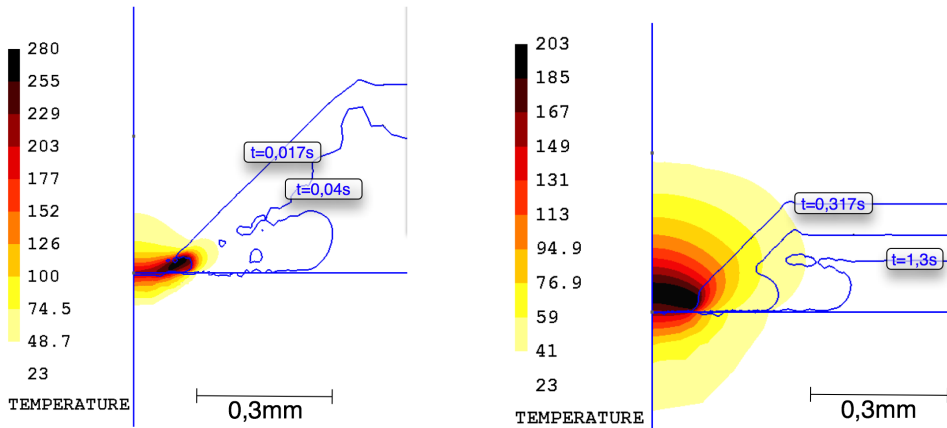 280
255
229
203
177
152
126
100
74.5
48.7
23
TEMPERATURE
t=0,017s
t=0,04s
0,3mm
203
185
167
149
131
113
94.9
76.9
59
41
23
TEMPERATURE
t=0,317s
t=1,3s
0,3mm